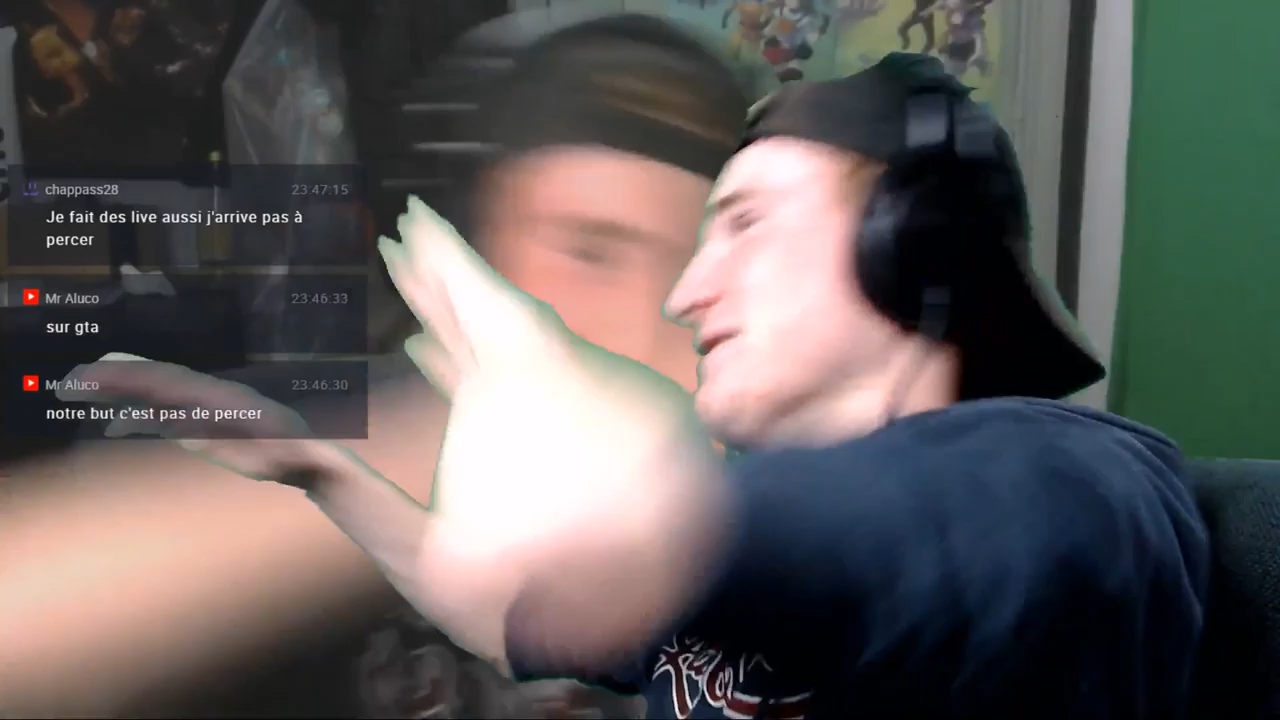 chappass28 23:47:15
Je fait des live aussi j'arrive pas à
percer
Mr Aluco 23:46:33
sur gta
Mr Aluco 23:46:30
notre but c'est pas de percer